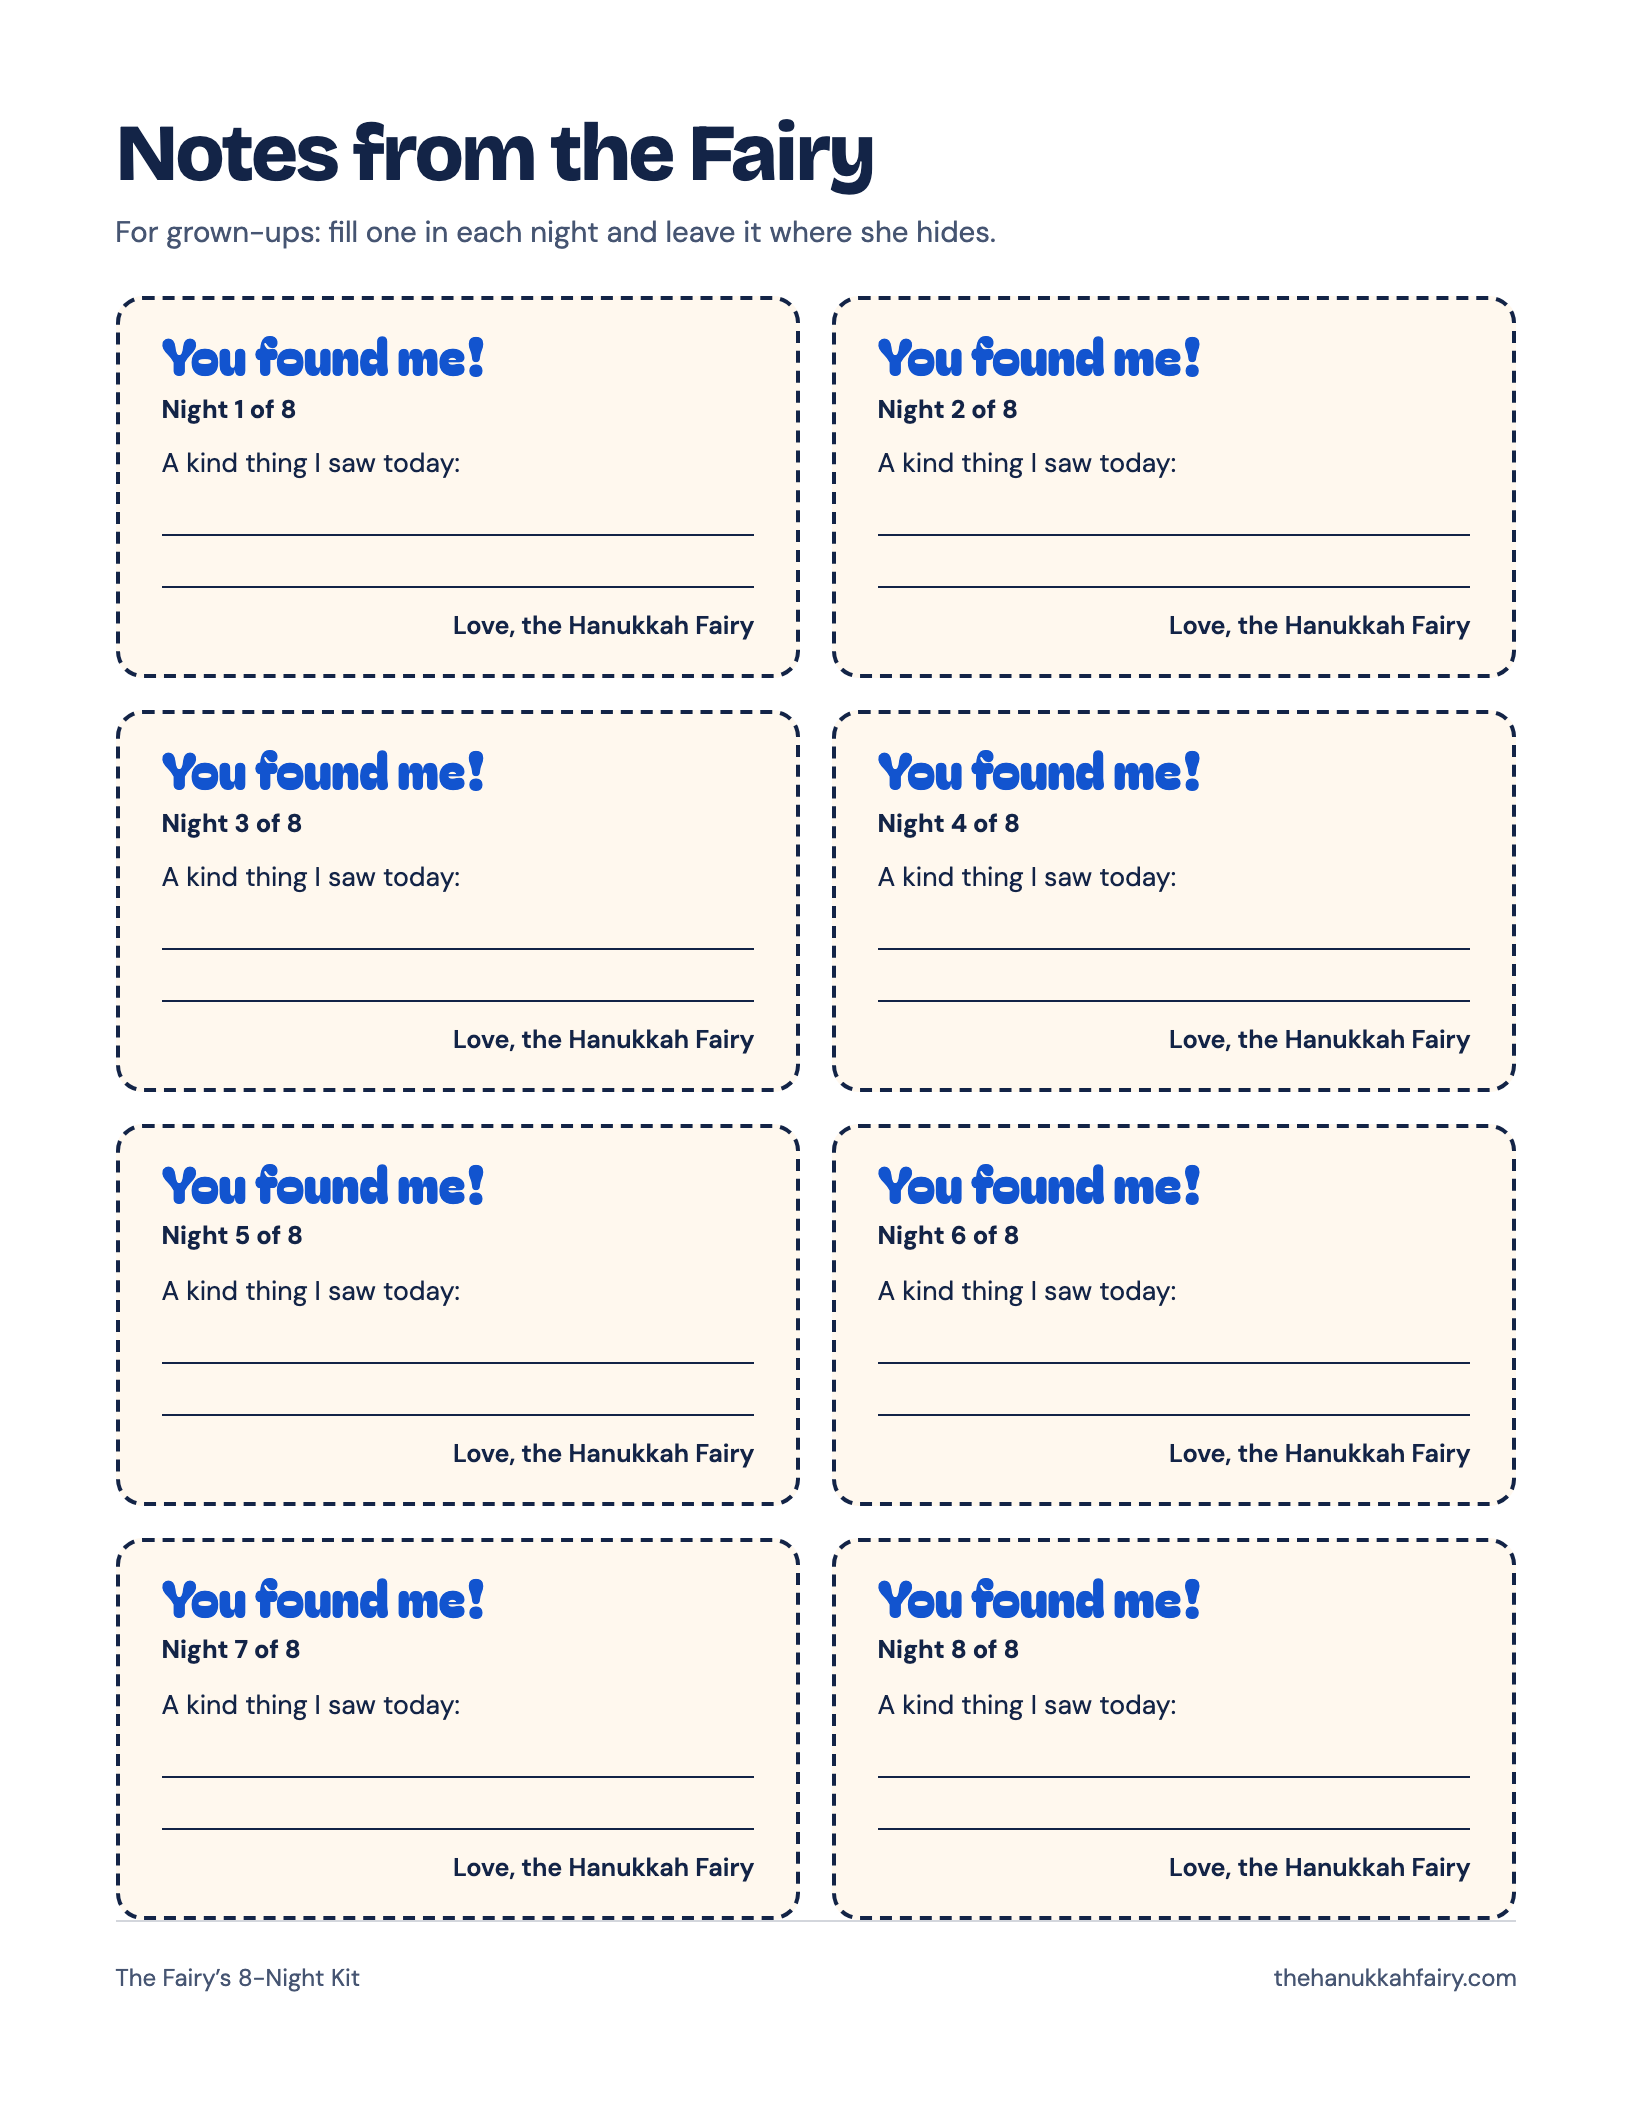 Notes from the Fairy
For grown-ups: fill one in each night and leave it where she hides.
You found me!
Night 1 of 8
A kind thing I saw today:
Love, the Hanukkah Fairy
You found me!
Night 2 of 8
A kind thing I saw today:
Love, the Hanukkah Fairy
You found me!
Night 3 of 8
A kind thing I saw today:
Love, the Hanukkah Fairy
You found me!
Night 4 of 8
A kind thing I saw today:
Love, the Hanukkah Fairy
You found me!
Night 5 of 8
A kind thing I saw today:
Love, the Hanukkah Fairy
You found me!
Night 6 of 8
A kind thing I saw today:
Love, the Hanukkah Fairy
You found me!
Night 7 of 8
A kind thing I saw today:
Love, the Hanukkah Fairy
You found me!
Night 8 of 8
A kind thing I saw today:
Love, the Hanukkah Fairy
The Fairy’s 8-Night Kit
thehanukkahfairy.com